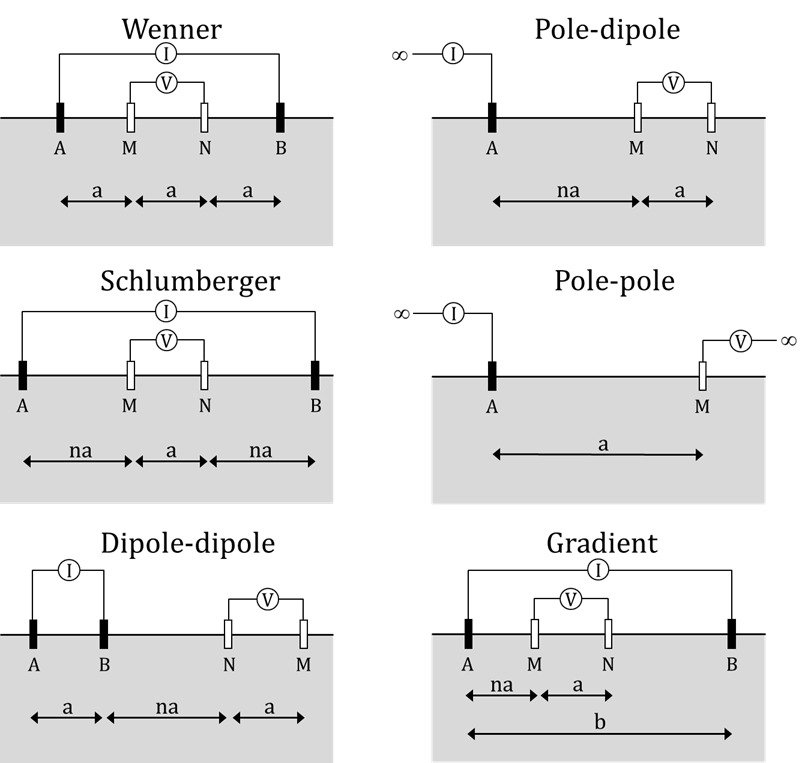 Wenner
I
V
A M N B
a a a
Pole-dipole
∞ I
V
A M N
na a
Schlumberger
I
V
A M N B
na a na
Pole-pole
∞ I
V ∞
A M
a
Dipole-dipole
I
V
A B N M
a na a
Gradient
I
V
A M N B
na a
b